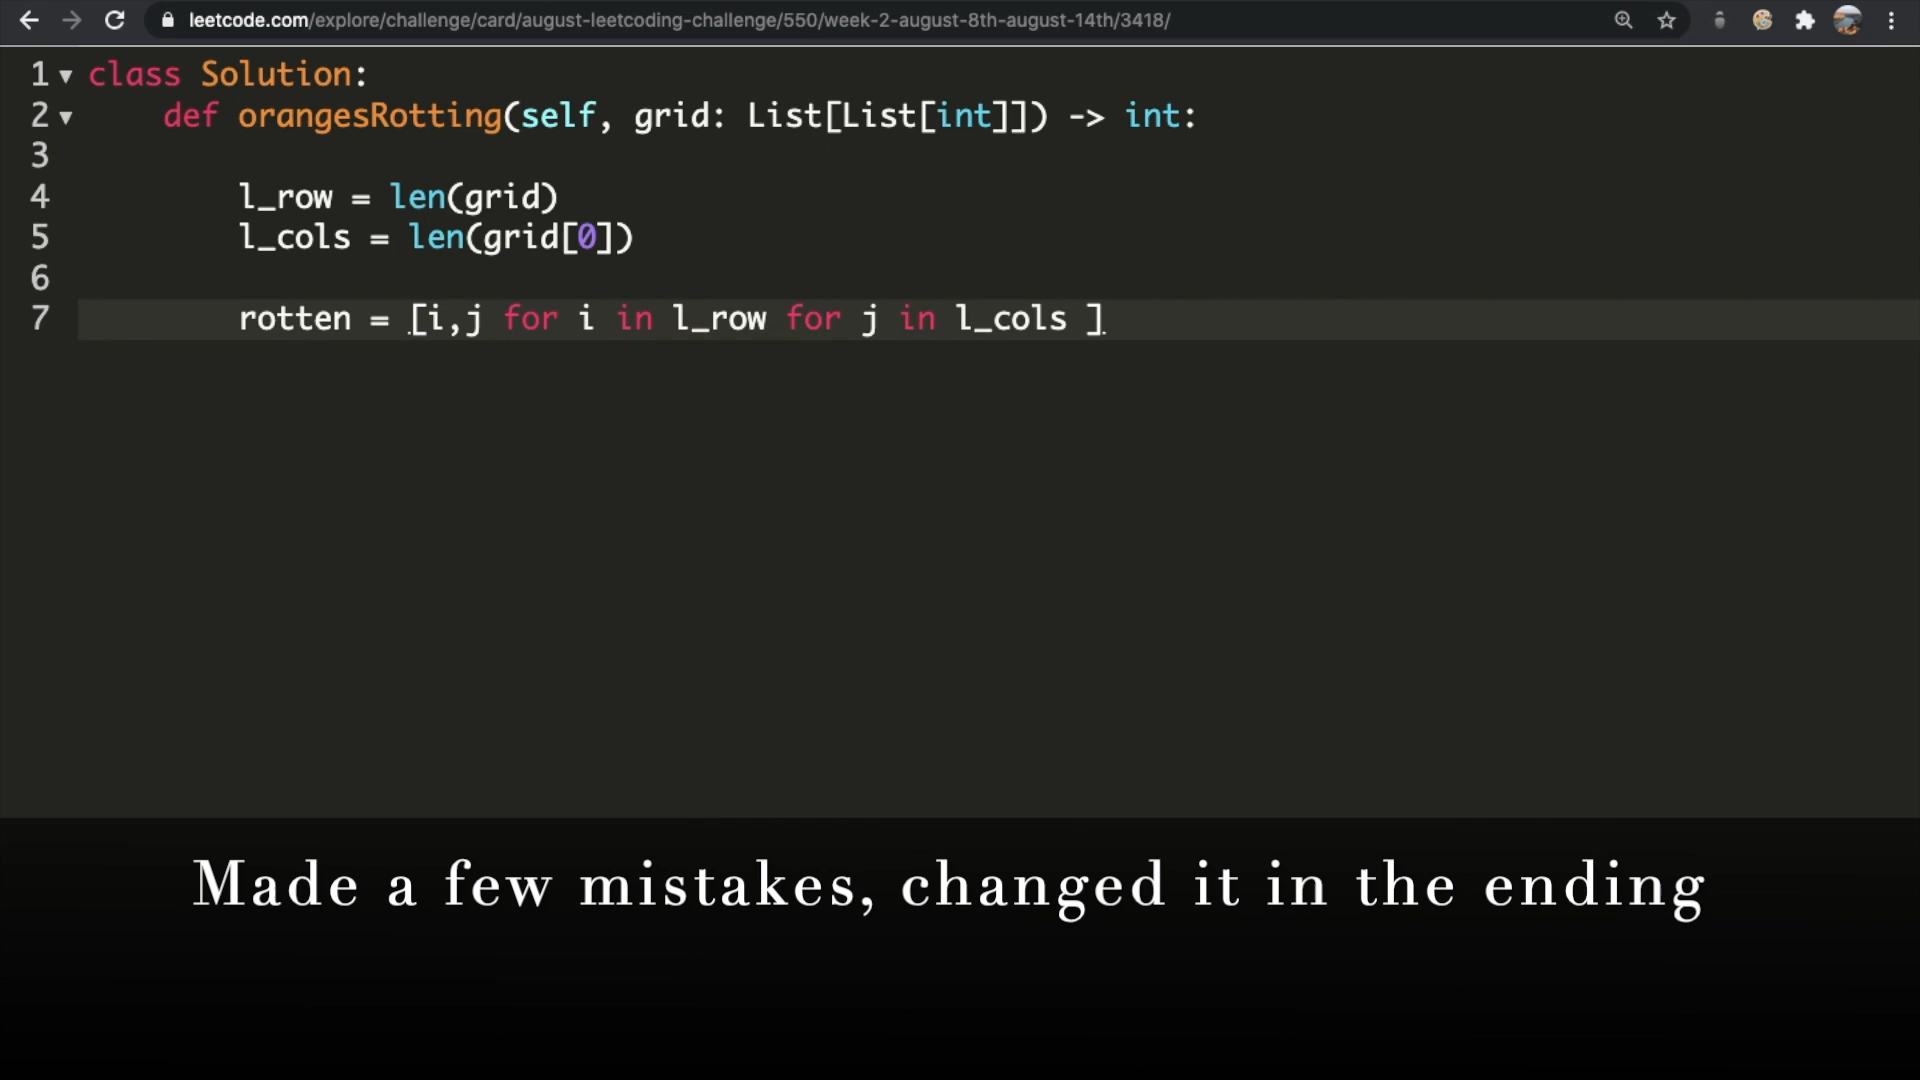 leetcode.com/explore/challenge/card/august-leetcoding-challenge/550/week-2-august-8th-august-14th/3418/
1 class Solution:
2 def orangesRotting(self, grid: List[List[int]]) -> int:
3
4 l_row = len(grid)
5 l_cols = len(grid[0])
6
7 rotten = [i,j for i in l_row for j in l_cols ]
Made a few mistakes, changed it in the ending